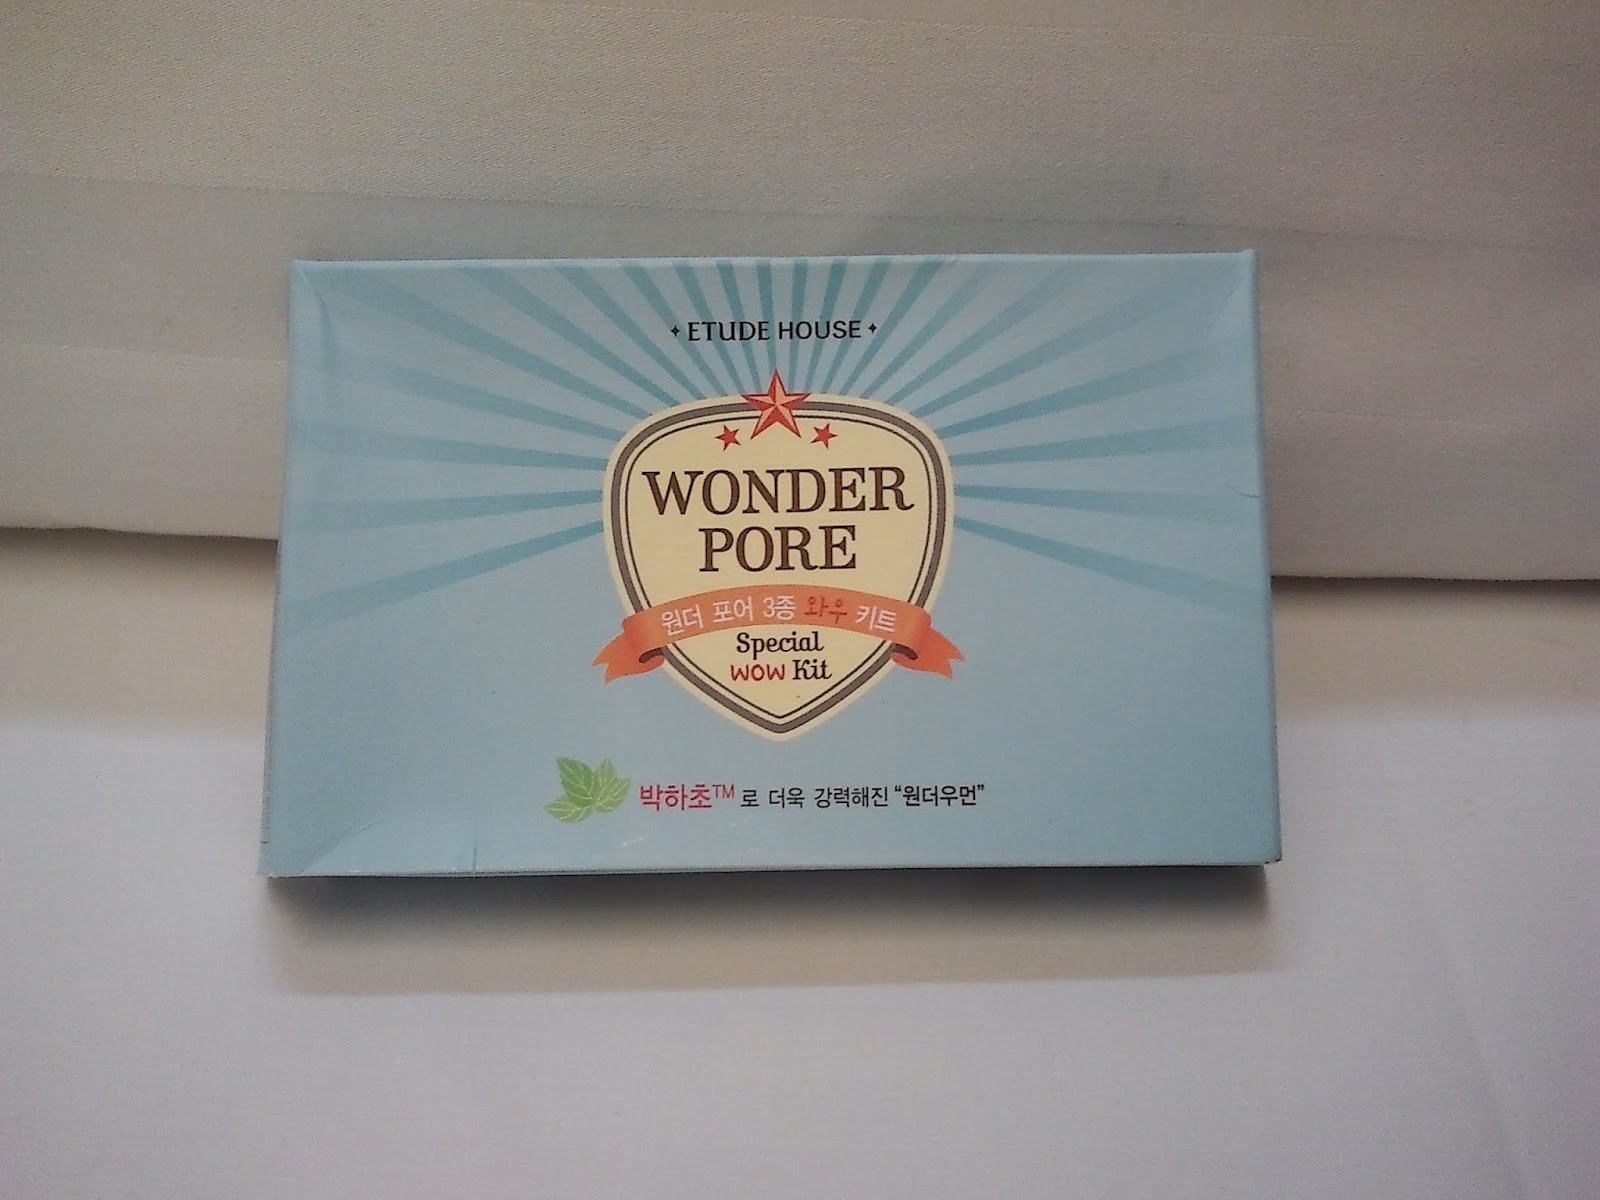 ETUDE HOUSE
WONDER
PORE
원더 포어 3종 와우 키트
Special
WOW Kit
박하초™로 더욱 강력해진 “원더우먼”